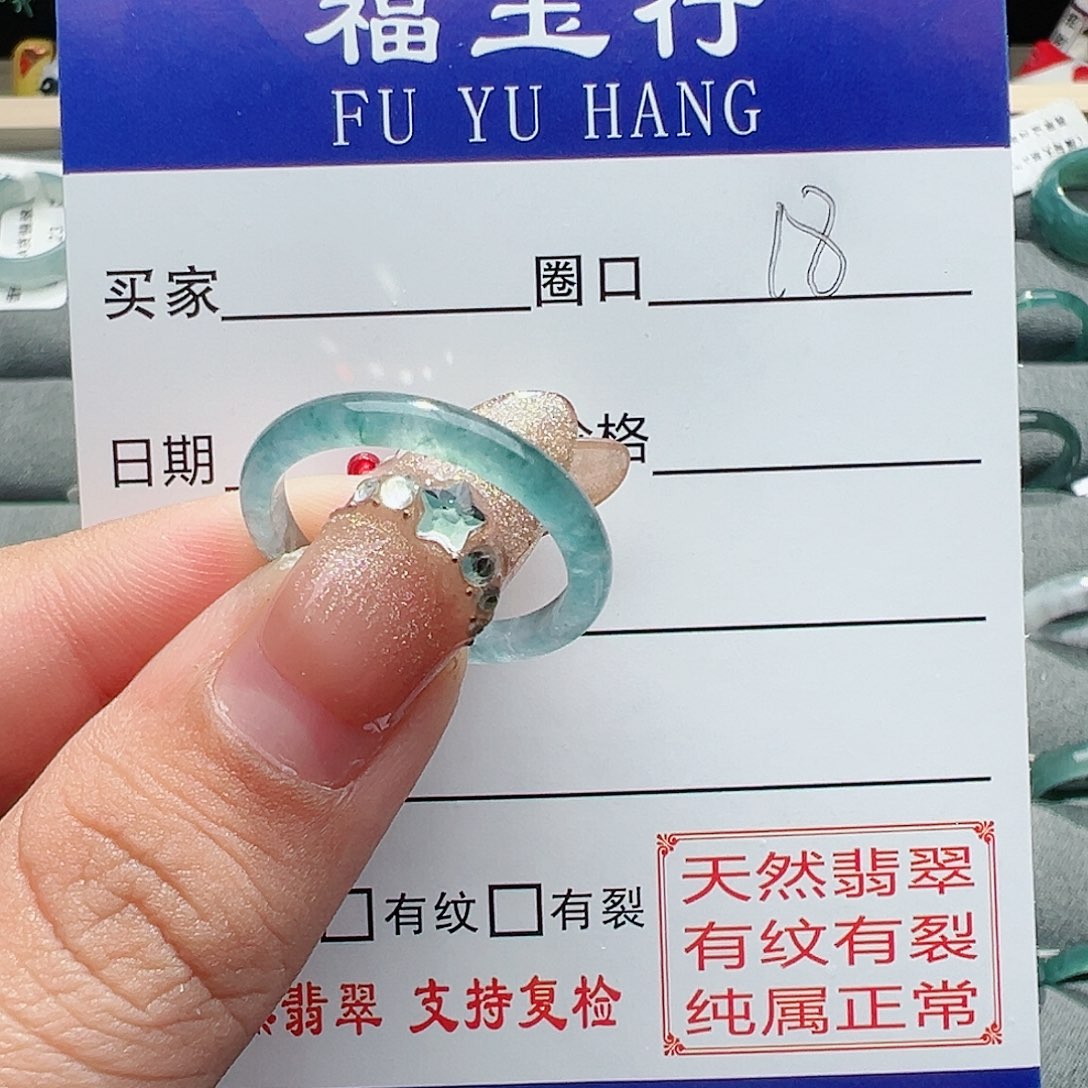 福玉行
FU YU HANG
买家 圈口 18
日期 格
有纹 有裂
翡翠 支持复检
天然翡翠
有纹有裂
纯属正常